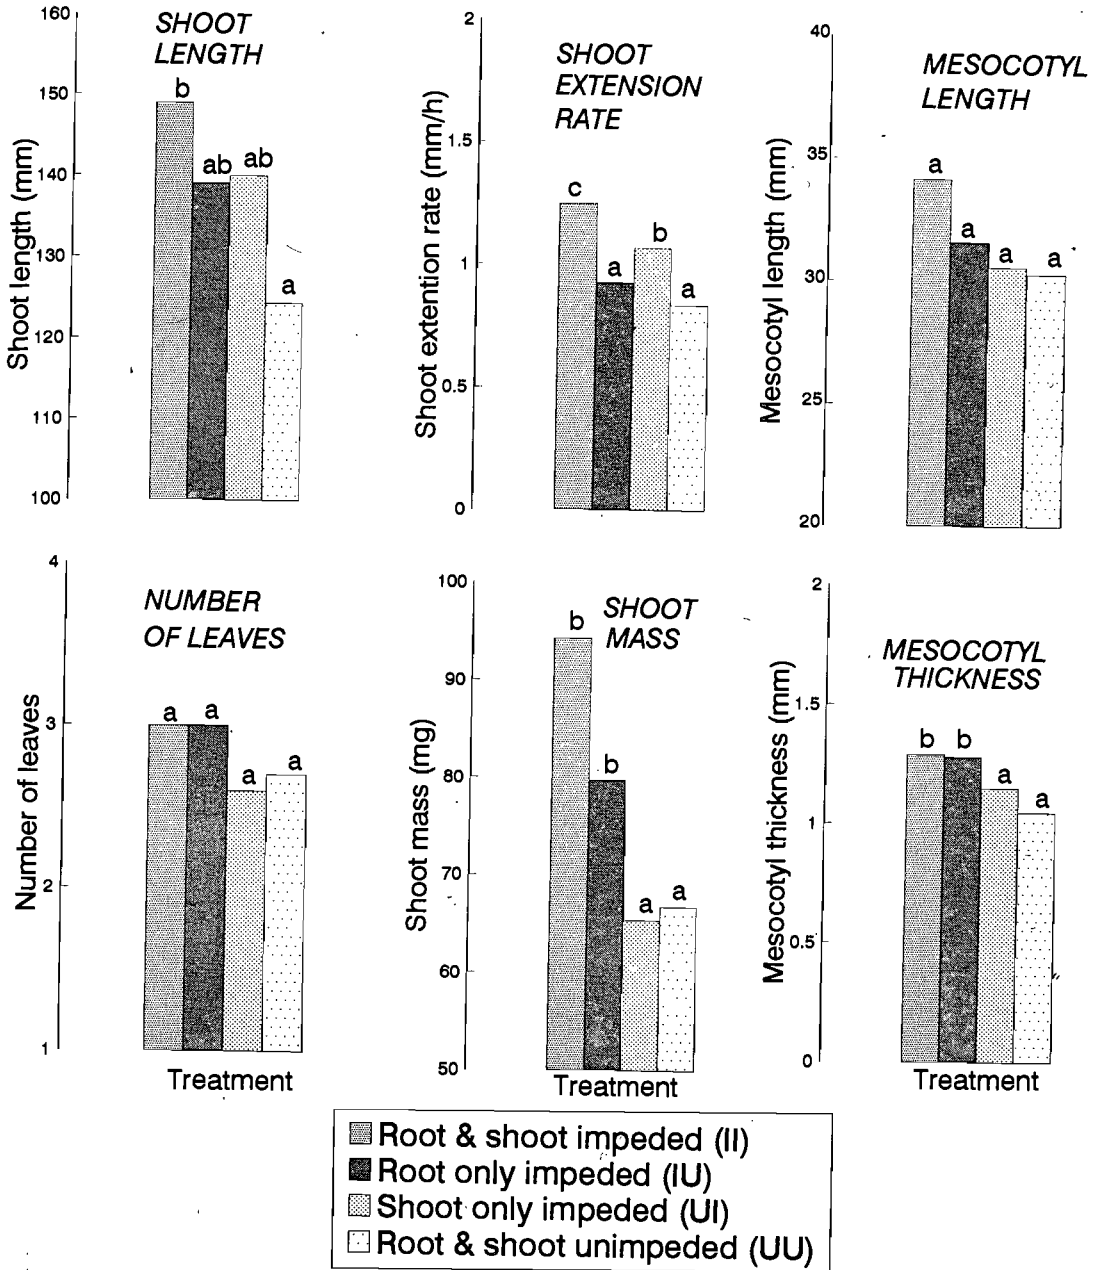 SHOOT
LENGTH
Shoot length (mm)
160
150
140
130
120
110
100
b
ab
ab
a
SHOOT
EXTENSION
RATE
Shoot extention rate (mm/h)
2
1.5
1
0.5
0
c
a
b
a
MESOCOTYL
LENGTH
Mesocotyl length (mm)
40
35
30
25
20
a
a
a
a
NUMBER
OF LEAVES
Number of leaves
4
3
2
1
a
a
a
a
Treatment
SHOOT
MASS
Shoot mass (mg)
100
90
80
70
60
50
b
b
a
a
Treatment
MESOCOTYL
THICKNESS
Mesocotyl thickness (mm)
2
1.5
1
0.5
0
b
b
a
a
Treatment
Root & shoot impeded (II)
Root only impeded (IU)
Shoot only impeded (UI)
Root & shoot unimpeded (UU)